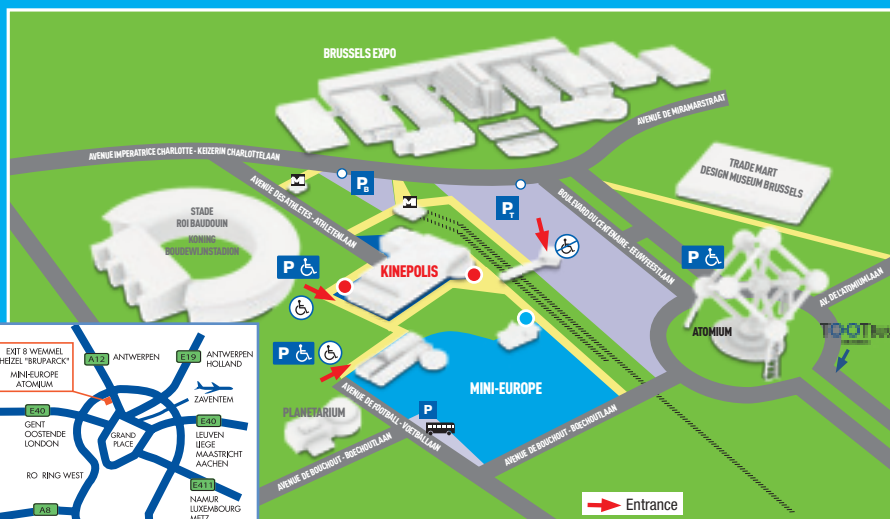 BRUSSELS EXPO
AVENUE DE MIRAMARSTRAAT
AVENUE IMPERATRICE CHARLOTTE - KEIZERIN CHARLOTTELAAN
TRADE MART
DESIGN MUSEUM BRUSSELS
M
P B
M
P T
AVENUE DES ATHLETES - ATHLETENLAAN
BOULEVARD DU CENTENAIRE - EEUWFEESTLAAN
STADE
ROI BAUDOUIN
KONING
BOUDEWIJNSTADION
KINEPOLIS
P
P
AV. DE L'ATOMIUMLAAN
ATOMIUM
TOOT
P
MINI-EUROPE
PLANETARIUM
AVENUE DE FOOTBALL - VOETBALLAAN
P
AVENUE DE BOUCHOUT - BOECHOUTLAAN
AVENUE DE BOUCHOUT - BOECHOUTLAAN
Entrance
EXIT 8 WEMMEL
HEIZEL "BRUPARCK"
MINI-EUROPE
ATOMIUM
A12
ANTWERPEN
E19
ANTWERPEN
HOLLAND
ZAVENTEM
E40
GENT
OOSTENDE
LONDON
GRAND
PLACE
E40
LEUVEN
LIEGE
MAASTRICHT
AACHEN
RO RING WEST
E411
NAMUR
LUXEMBOURG
METZ
A8